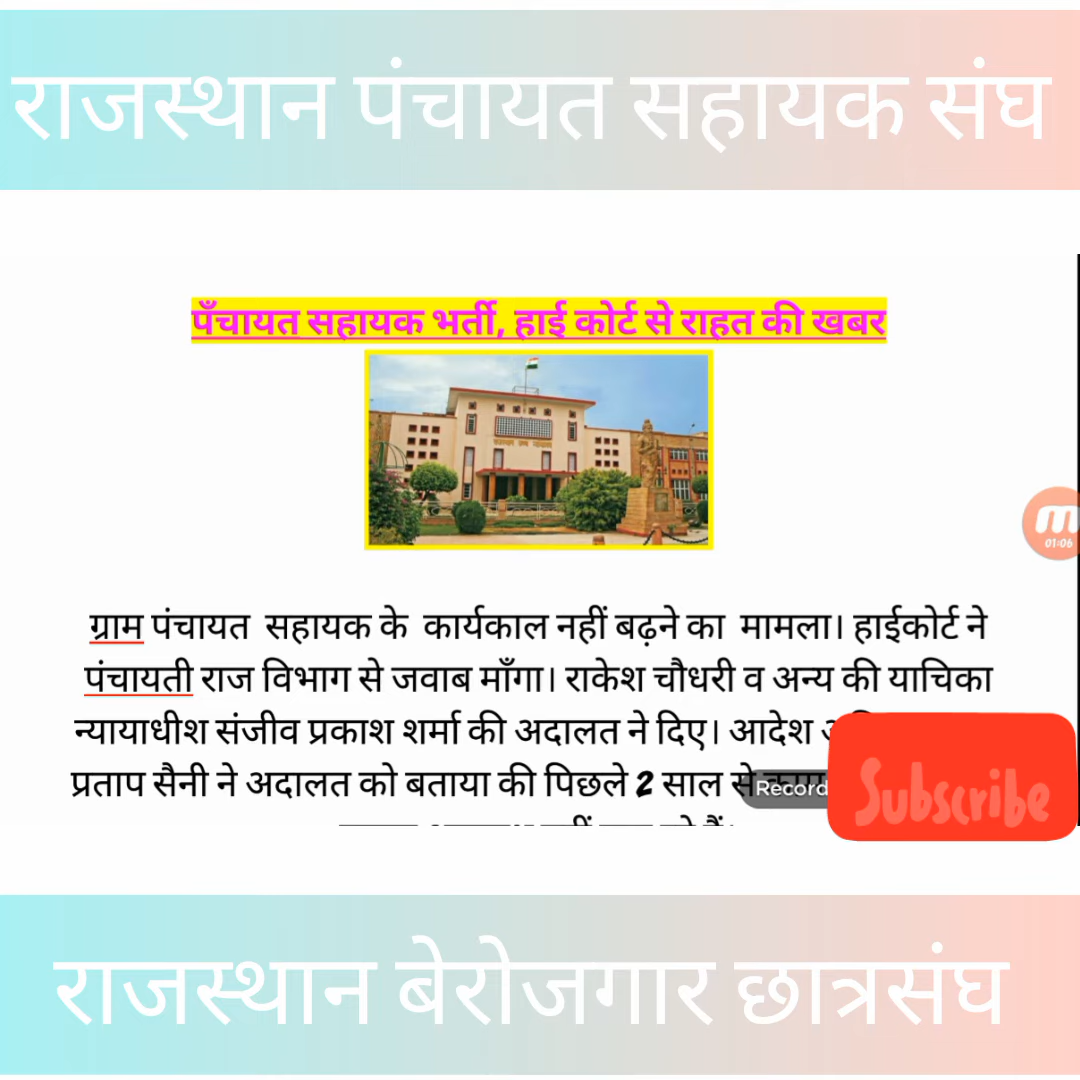 राजस्थान पंचायत सहायक संघ
पँचायत सहायक भर्ती, हाई कोर्ट से राहत की खबर
ग्राम पंचायत सहायक के कार्यकाल नहीं बढ़ने का मामला। हाईकोर्ट ने
01:06
पंचायती राज विभाग से जवाब माँगा। राकेश चौधरी व अन्य की याचिका
न्यायाधीश संजीव प्रकाश शर्मा की अदालत ने दिए। आदेश
प्रताप सैनी ने अदालत को बताया की पिछले 2 साल से
Record
Subscribe
राजस्थान बेरोजगार छात्रसंघ